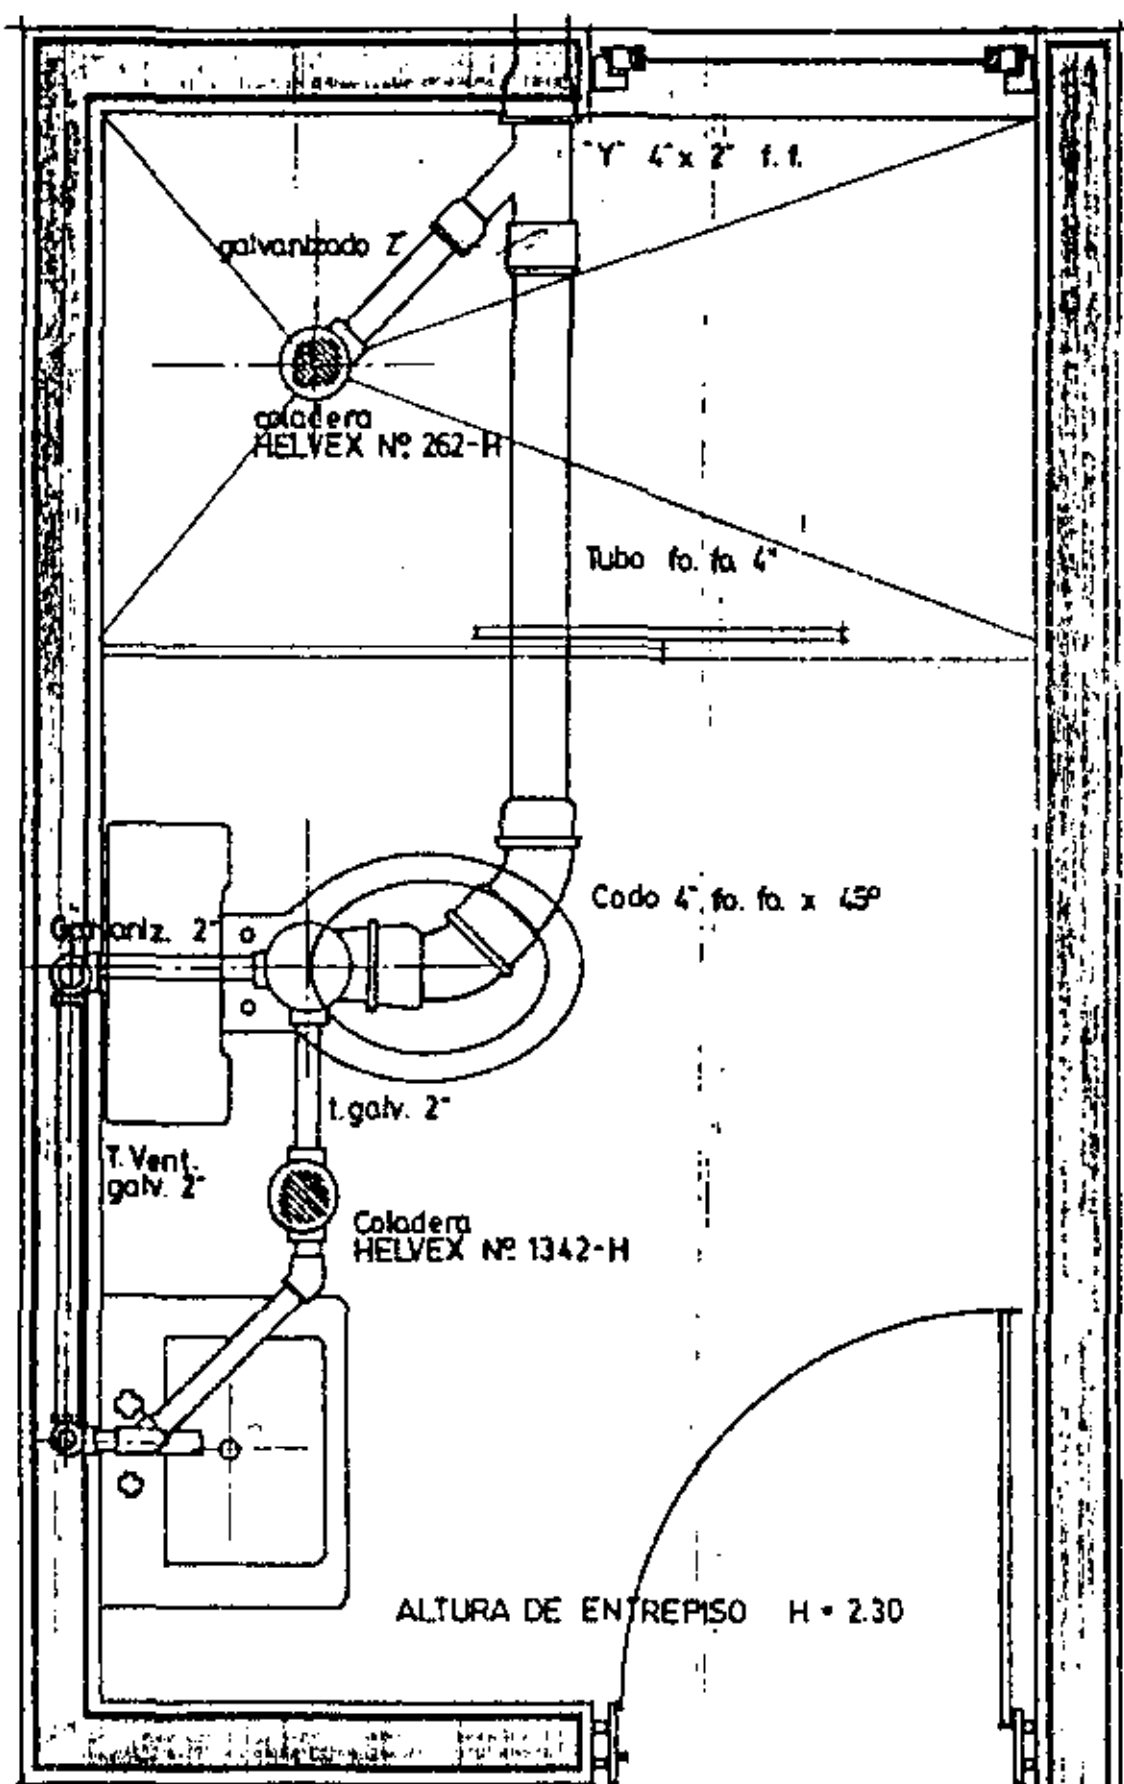 "Y" 4" x 2" f. f.
galvanizado 2"
coladera
HELVEX Nº 262-H
Tubo fo. fa. 4"
Codo 4" fo. fo. x 45º
Galvaniz. 2"
t. galv. 2"
T. Vent.
galv. 2"
Coladera
HELVEX Nº 1342-H
ALTURA DE ENTREPISO H = 2.30